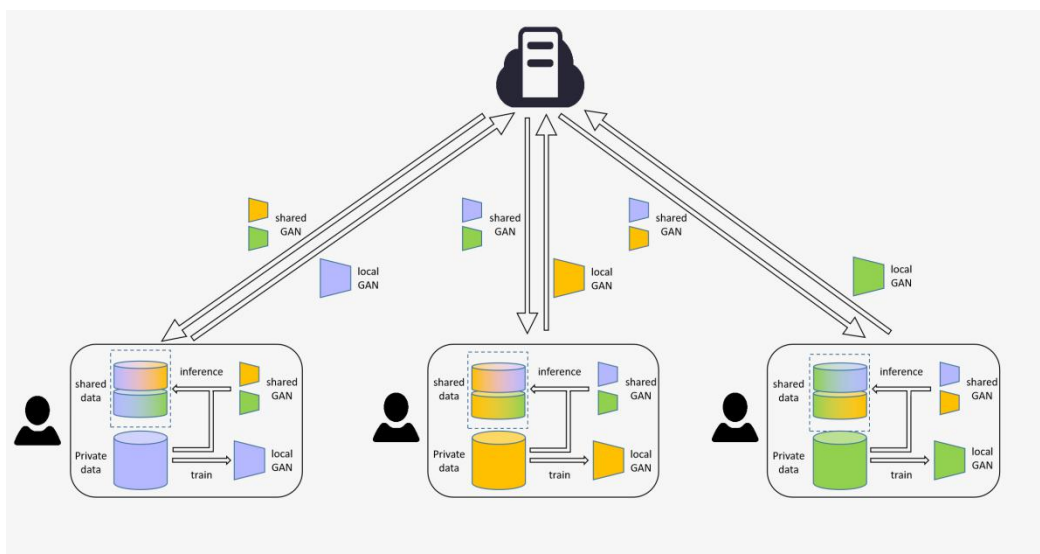 shared
GAN
shared
GAN
shared
GAN
local
GAN
local
GAN
local
GAN
shared
data
inference
shared
GAN
Private
data
train
local
GAN
shared
data
inference
shared
GAN
Private
data
train
local
GAN
shared
data
inference
shared
GAN
Private
data
train
local
GAN